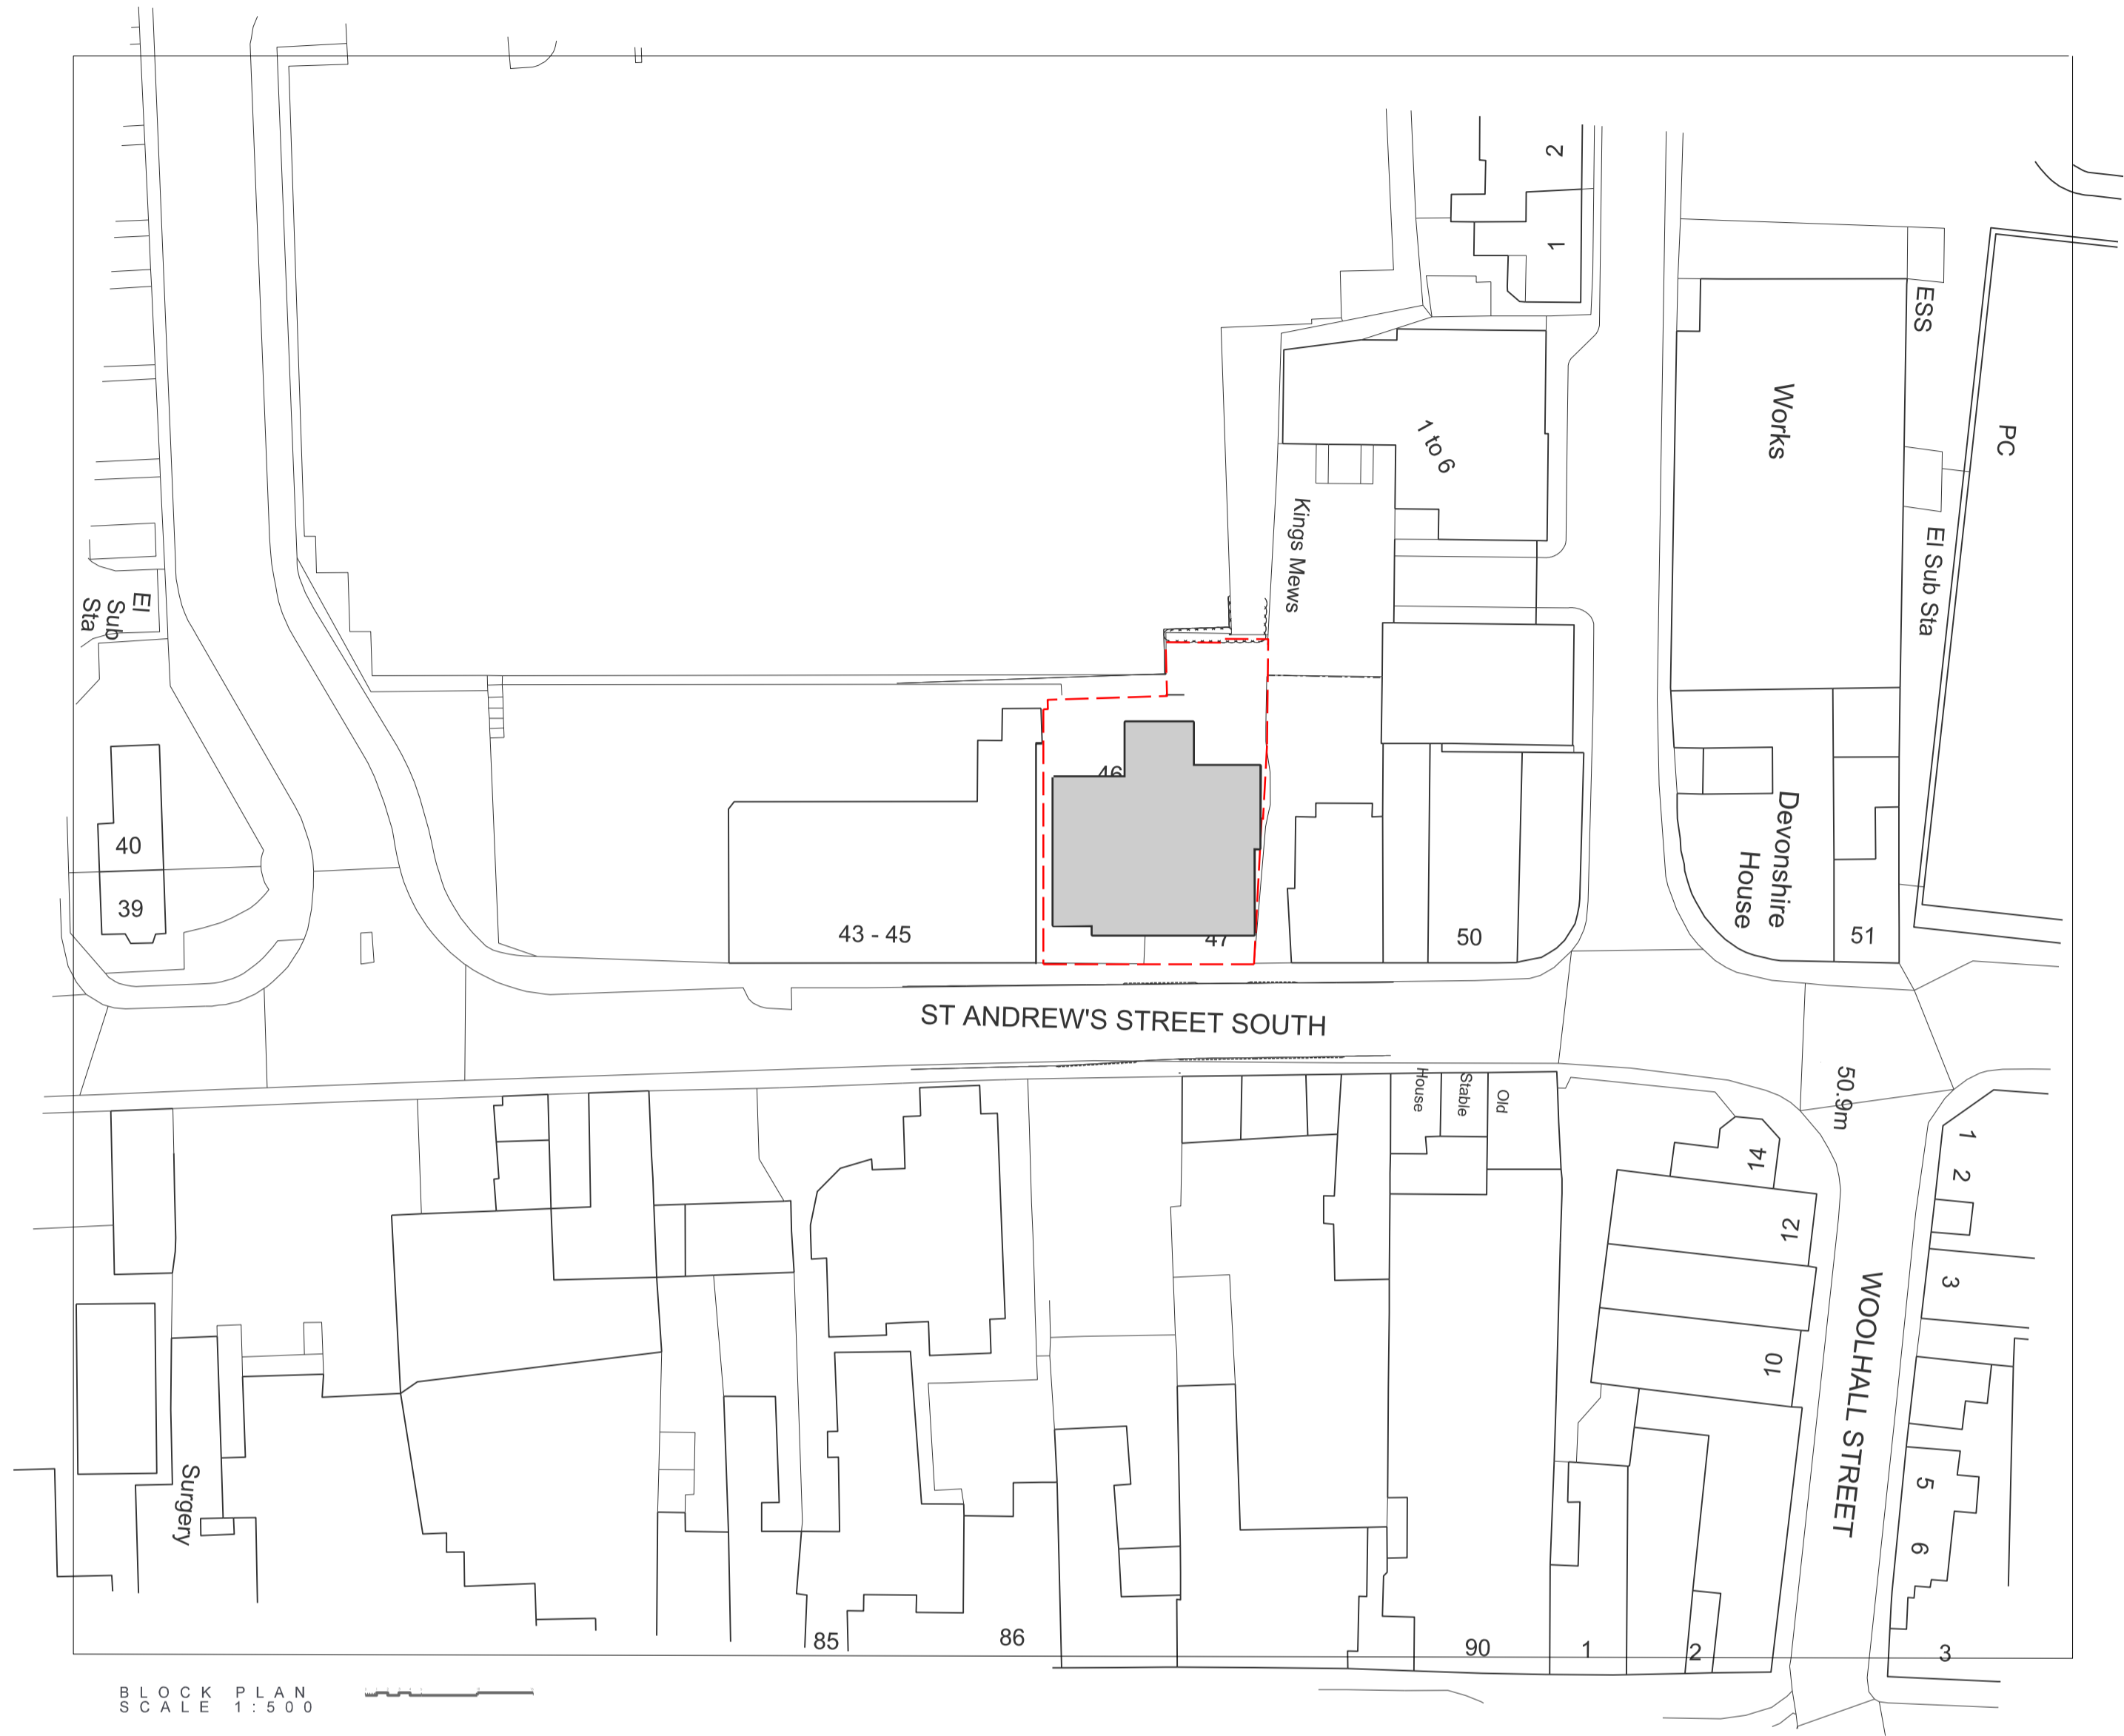 2
1
ESS
Works
PC
1 to 6
Kings Mews
El Sub Sta
El
Sub
Sta
46
40
39
43 - 45
47
50
Devonshire
House
51
ST ANDREW'S STREET SOUTH
50.9m
House
Stable
Old
14
12
10
1
2
3
WOOLHALL STREET
5
6
Surgery
85
86
90
1
2
3
BLOCK PLAN
SCALE 1:500